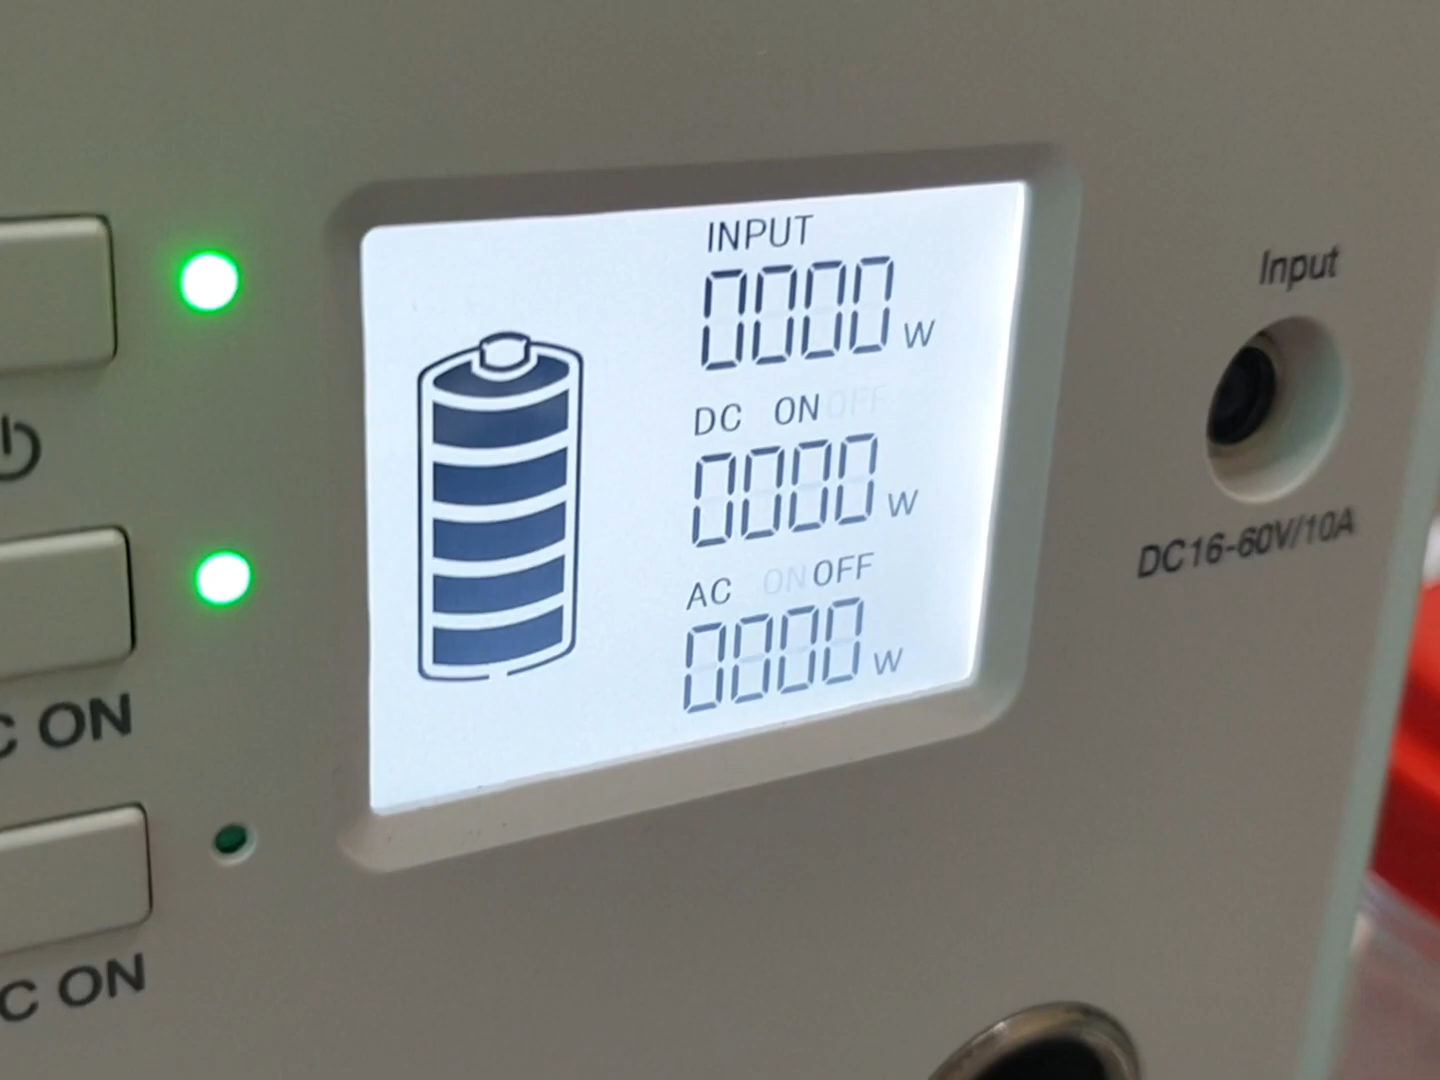 INPUT
0000 W
DC ON OFF
0000 W
AC ON OFF
0000 W
Input
DC16-60V/10A
C ON
C ON